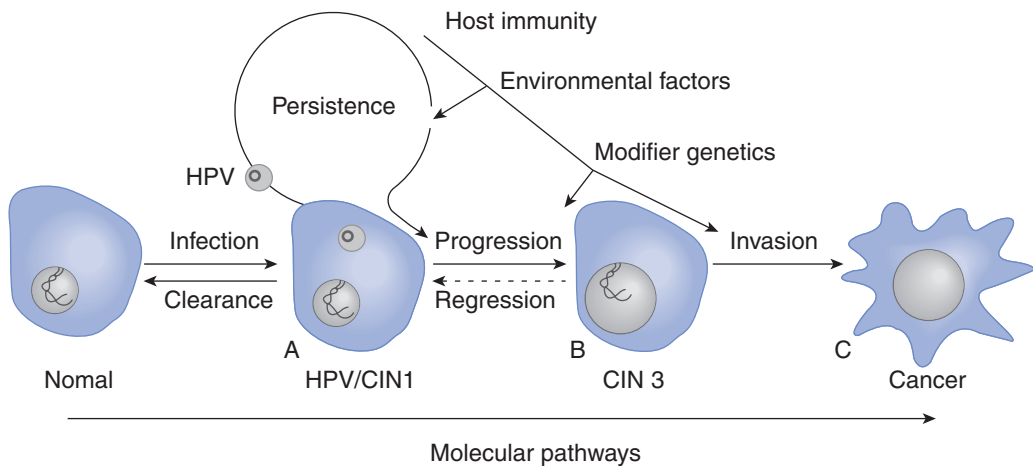 Host immunity
Environmental factors
Persistence
Modifier genetics
HPV
Infection
Progression
Invasion
Clearance
Regression
A
B
C
Nomal
HPV/CIN1
CIN 3
Cancer
Molecular pathways